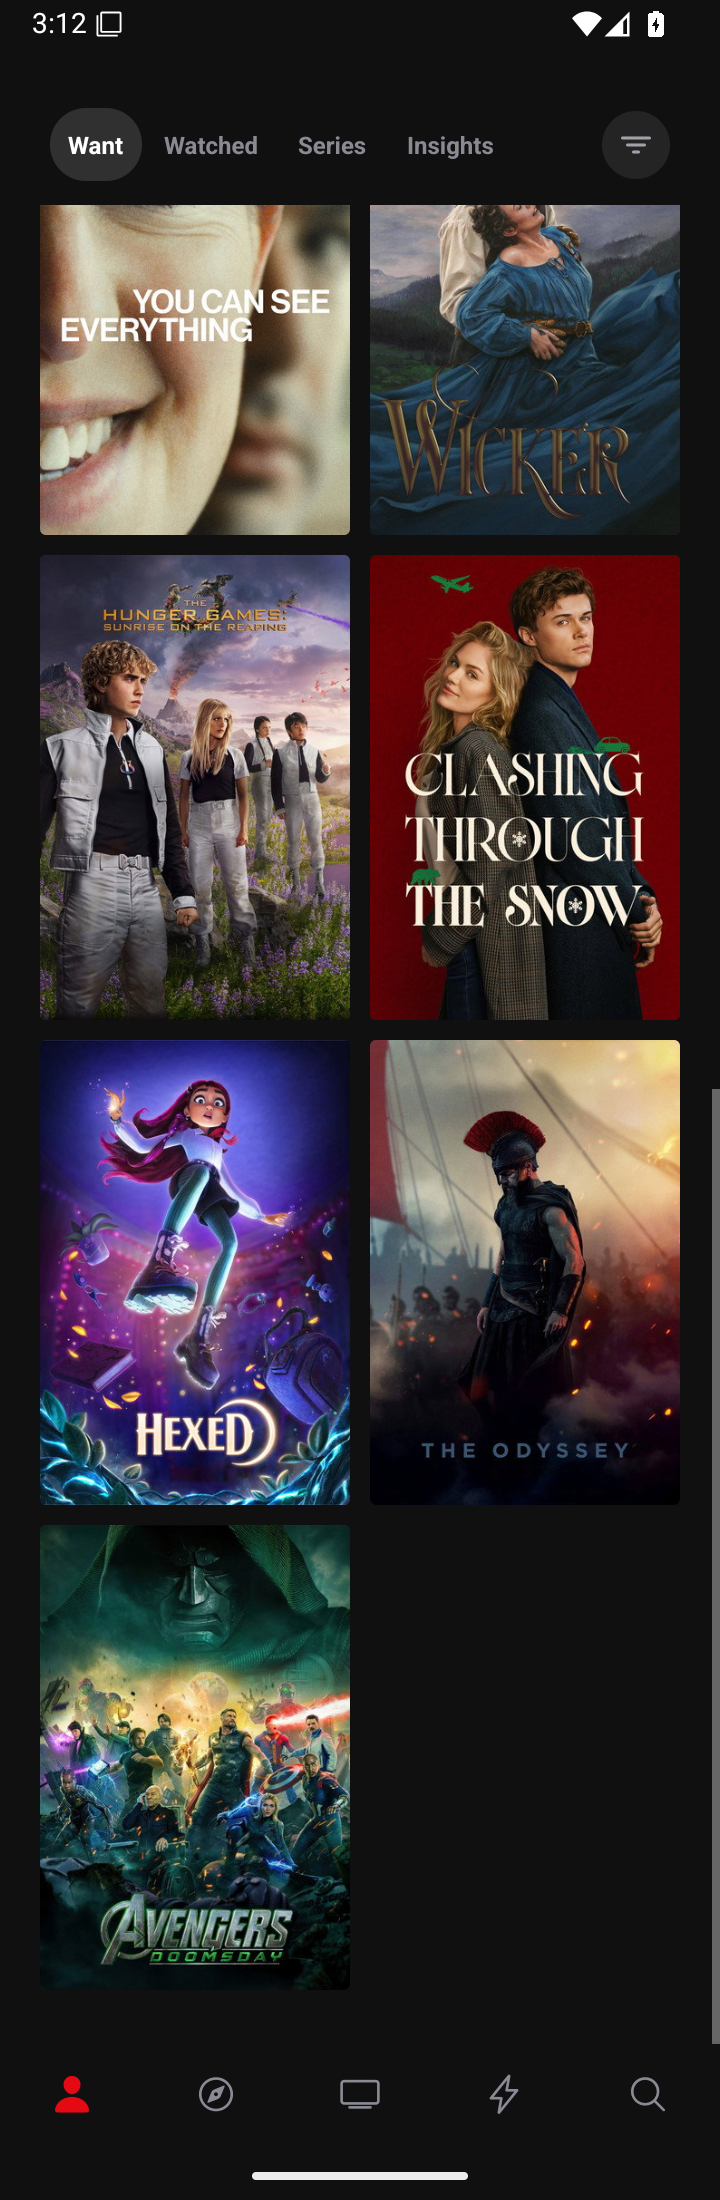 3:12
Want Watched Series Insights
YOU CAN SEE
EVERYTHING
WICKER
THE
HUNGER GAMES:
SUNRISE ON THE REAPING
CLASHING
THROUGH
THE SNOW
HEXED
THE ODYSSEY
AVENGERS
DOOMSDAY